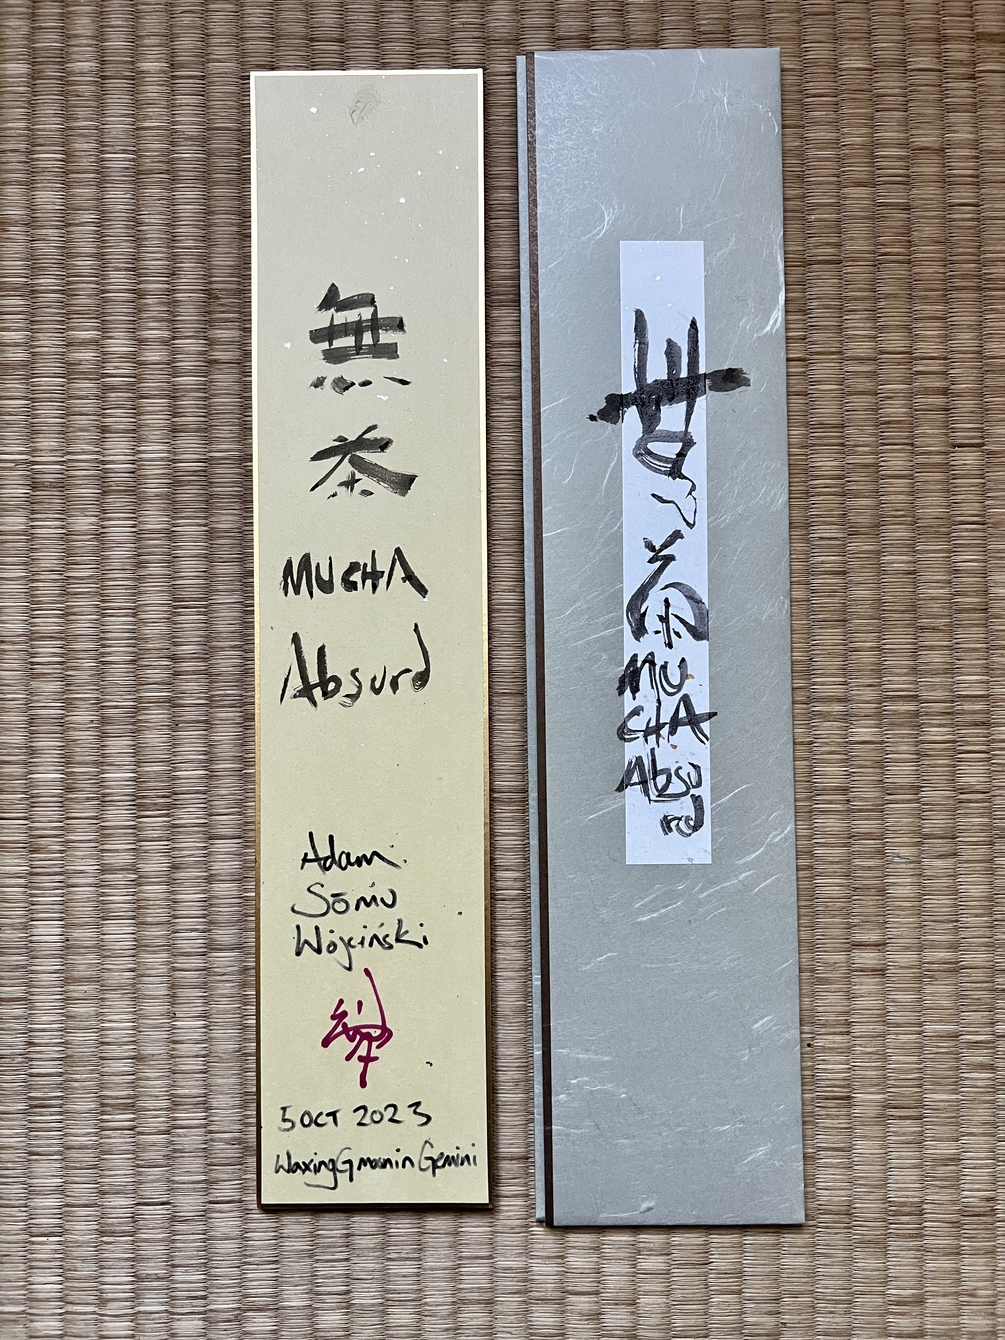 無
茶
MUCHA
Absurd
Adam
Sōmu
Wójciński
5 OCT 2023
Waxing G moon in Gemini
無
茶
MU
CHA
Absu
rd